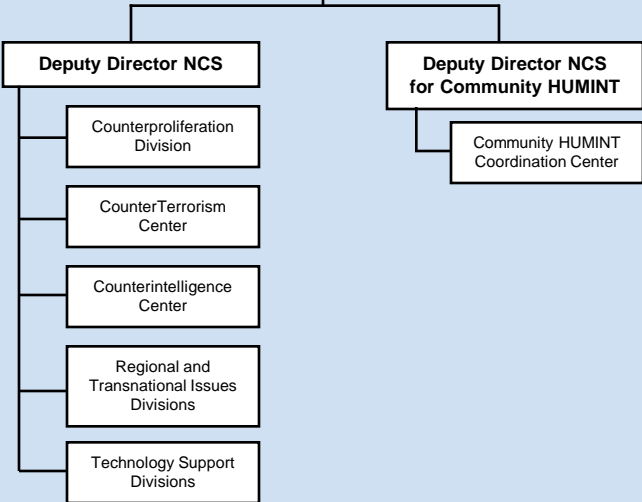 Deputy Director NCS
Counterproliferation
Division
CounterTerrorism
Center
Counterintelligence
Center
Regional and
Transnational Issues
Divisions
Technology Support
Divisions
Deputy Director NCS
for Community HUMINT
Community HUMINT
Coordination Center